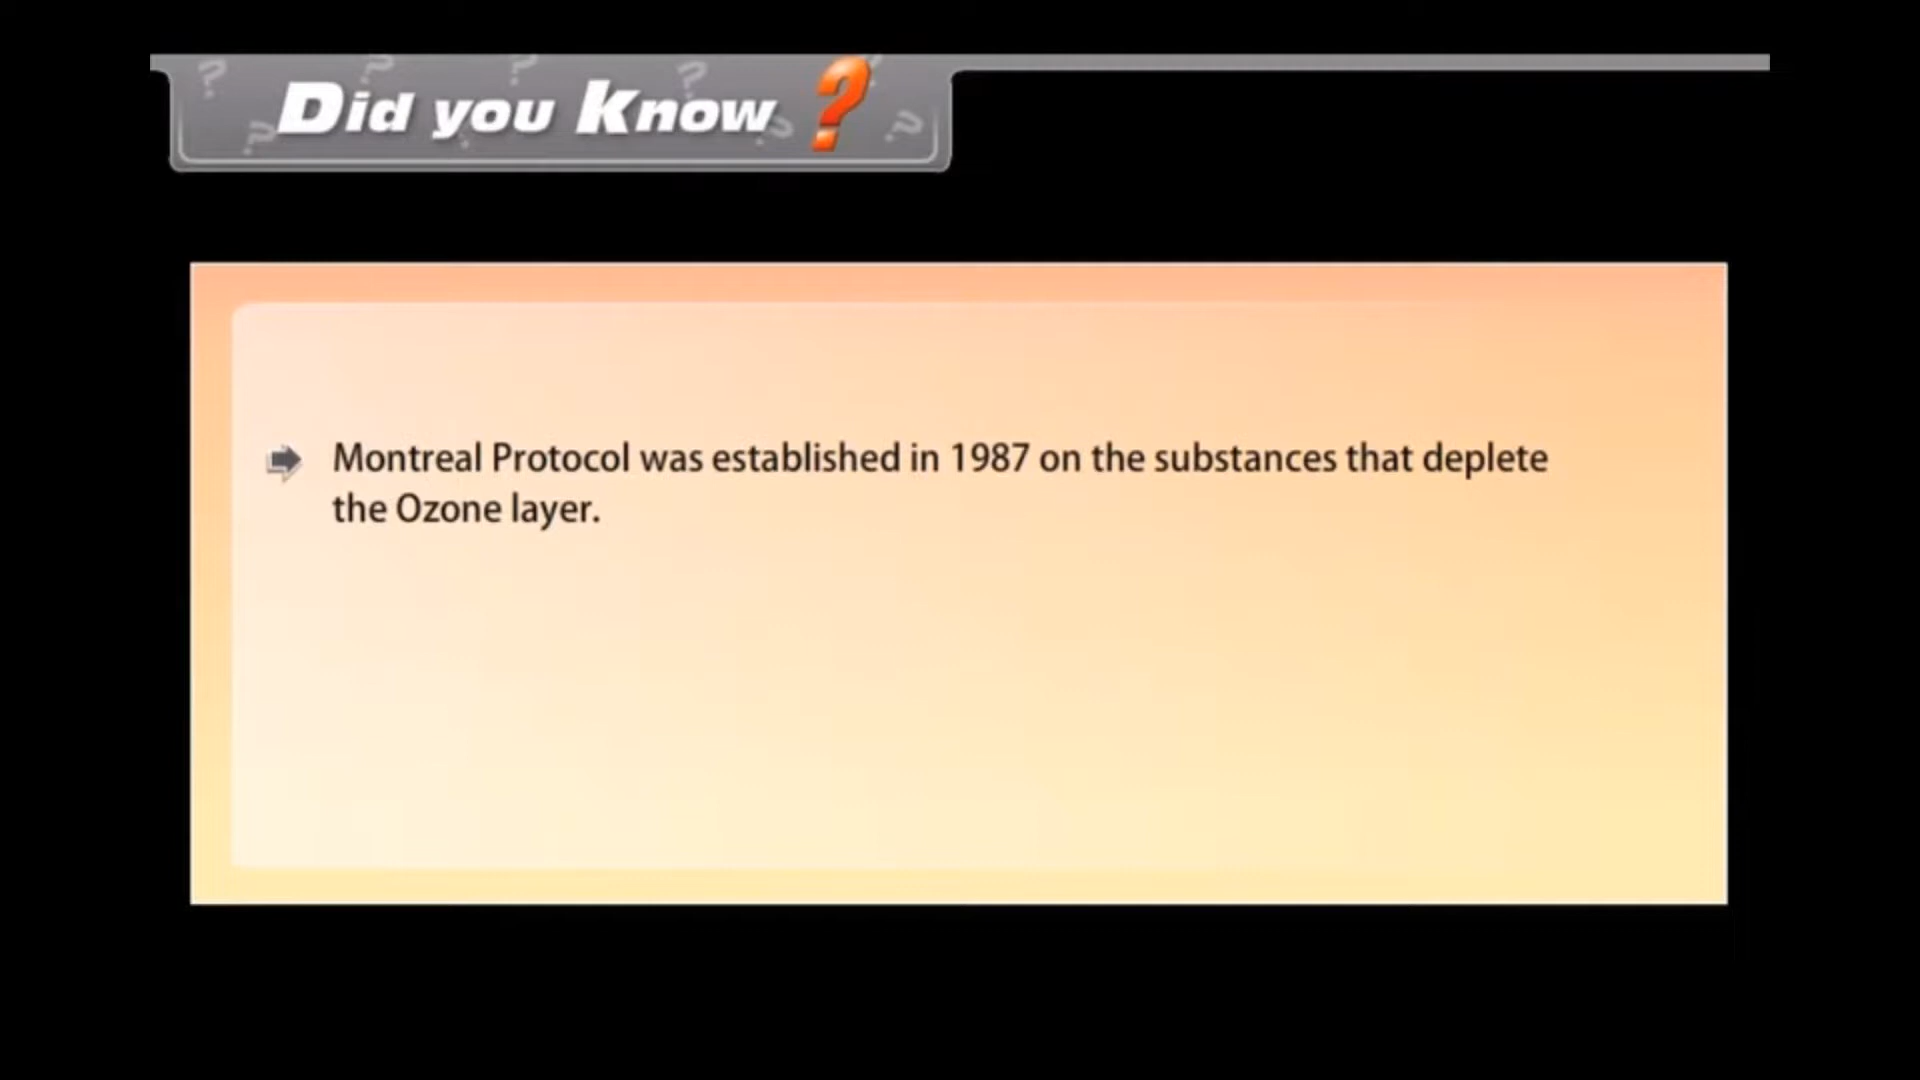 Did you Know ?
Montreal Protocol was established in 1987 on the substances that deplete
the Ozone layer.